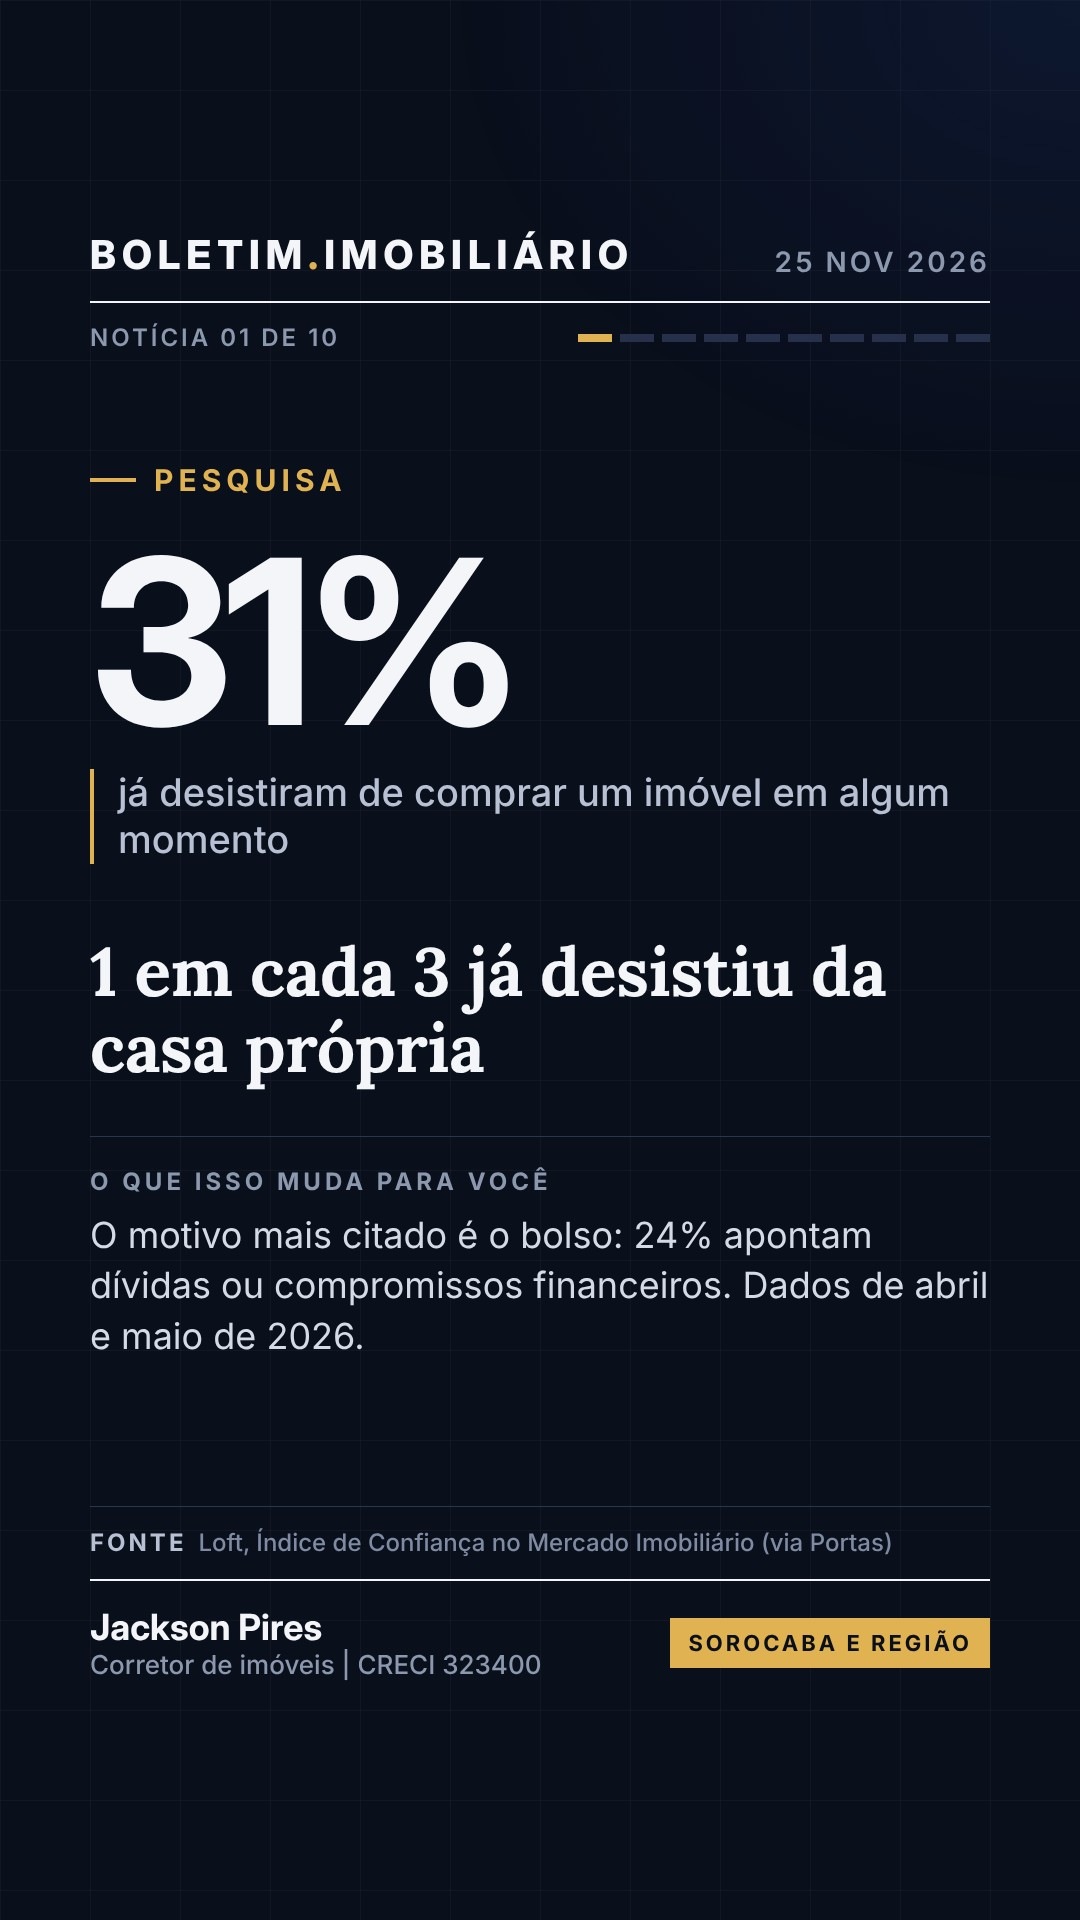 BOLETIM.IMOBILIÁRIO
25 NOV 2026
NOTÍCIA 01 DE 10
PESQUISA
31%
já desistiram de comprar um imóvel em algum
momento
1 em cada 3 já desistiu da
casa própria
O QUE ISSO MUDA PARA VOCÊ
O motivo mais citado é o bolso: 24% apontam
dívidas ou compromissos financeiros. Dados de abril
e maio de 2026.
FONTE Loft, Índice de Confiança no Mercado Imobiliário (via Portas)
Jackson Pires
Corretor de imóveis | CRECI 323400
SOROCABA E REGIÃO